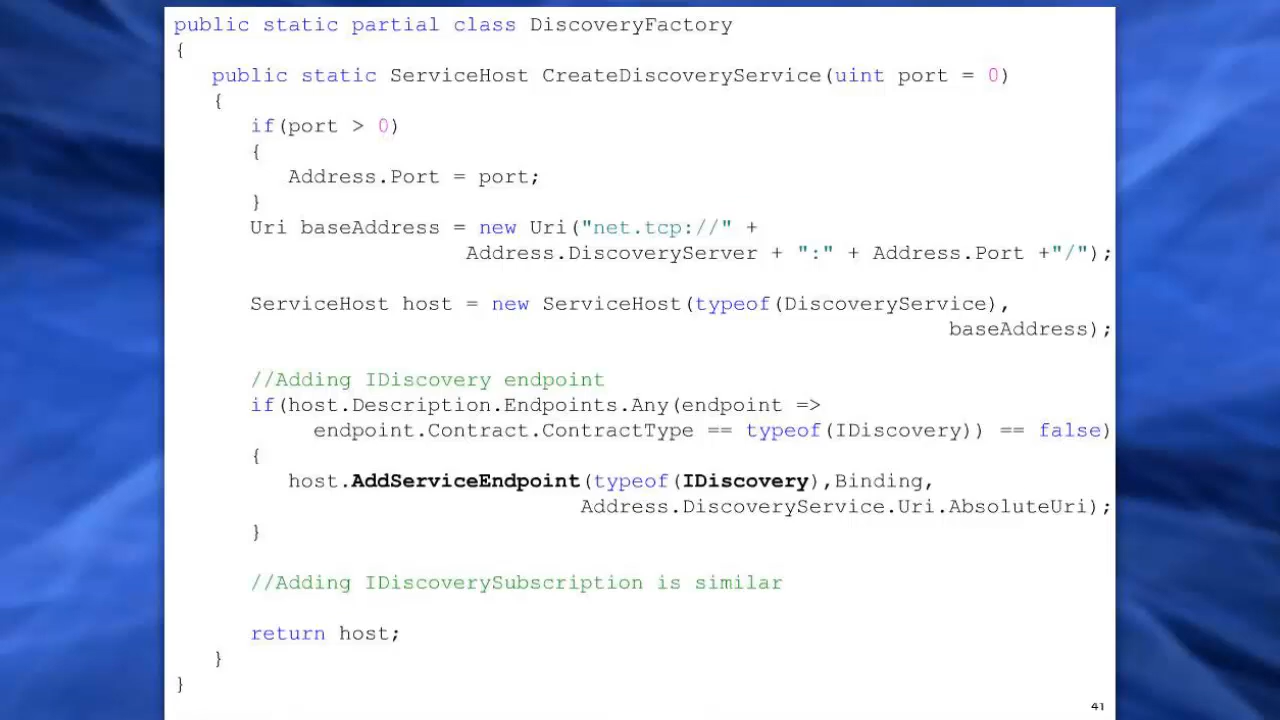 public static partial class DiscoveryFactory
{
public static ServiceHost CreateDiscoveryService(uint port = 0)
{
if(port > 0)
{
Address.Port = port;
}
Uri baseAddress = new Uri("net.tcp://" +
Address.DiscoveryServer + ":" + Address.Port +"/");
ServiceHost host = new ServiceHost(typeof(DiscoveryService),
baseAddress);
//Adding IDiscovery endpoint
if(host.Description.Endpoints.Any(endpoint =>
endpoint.Contract.ContractType == typeof(IDiscovery)) == false)
{
host.AddServiceEndpoint(typeof(IDiscovery),Binding,
Address.DiscoveryService.Uri.AbsoluteUri);
}
//Adding IDiscoverySubscription is similar
return host;
}
}
41